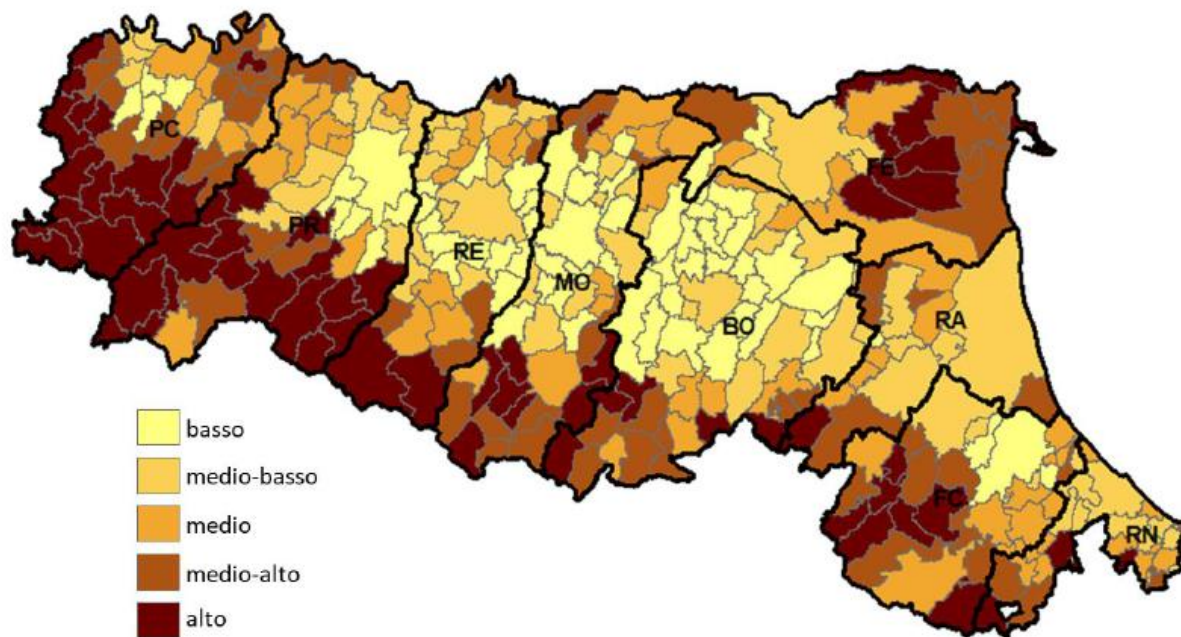 PC
PR
RE
MO
BO
FE
RA
FC
RN
basso
medio-basso
medio
medio-alto
alto